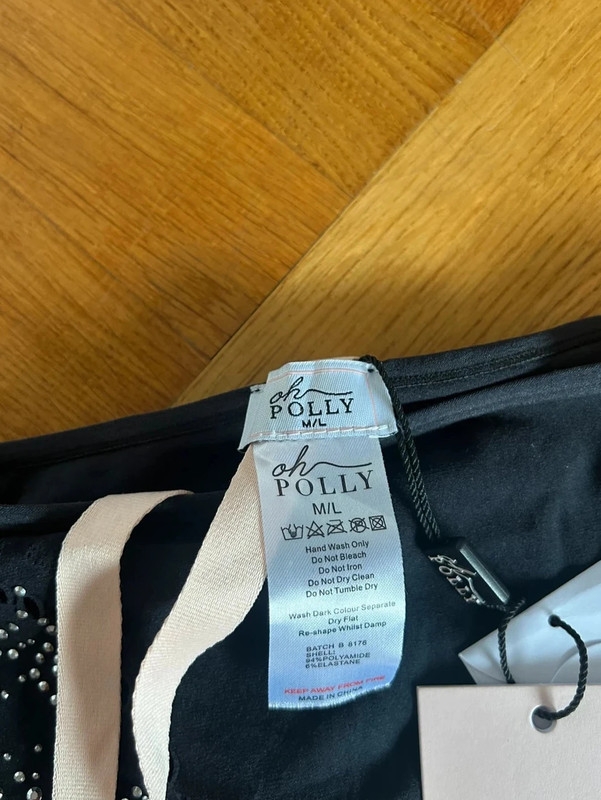 oh
POLLY
M/L
oh
POLLY
M/L
Hand Wash Only
Do Not Bleach
Do Not Iron
Do Not Dry Clean
Do Not Tumble Dry
Wash Dark Colour Separate
Dry Flat
Re-shape Whilst Damp
BATCH B 6176
SHELL:
94%POLYAMIDE
6%ELASTANE
KEEP AWAY FROM FIRE
MADE IN CHINA
oh
POLLY